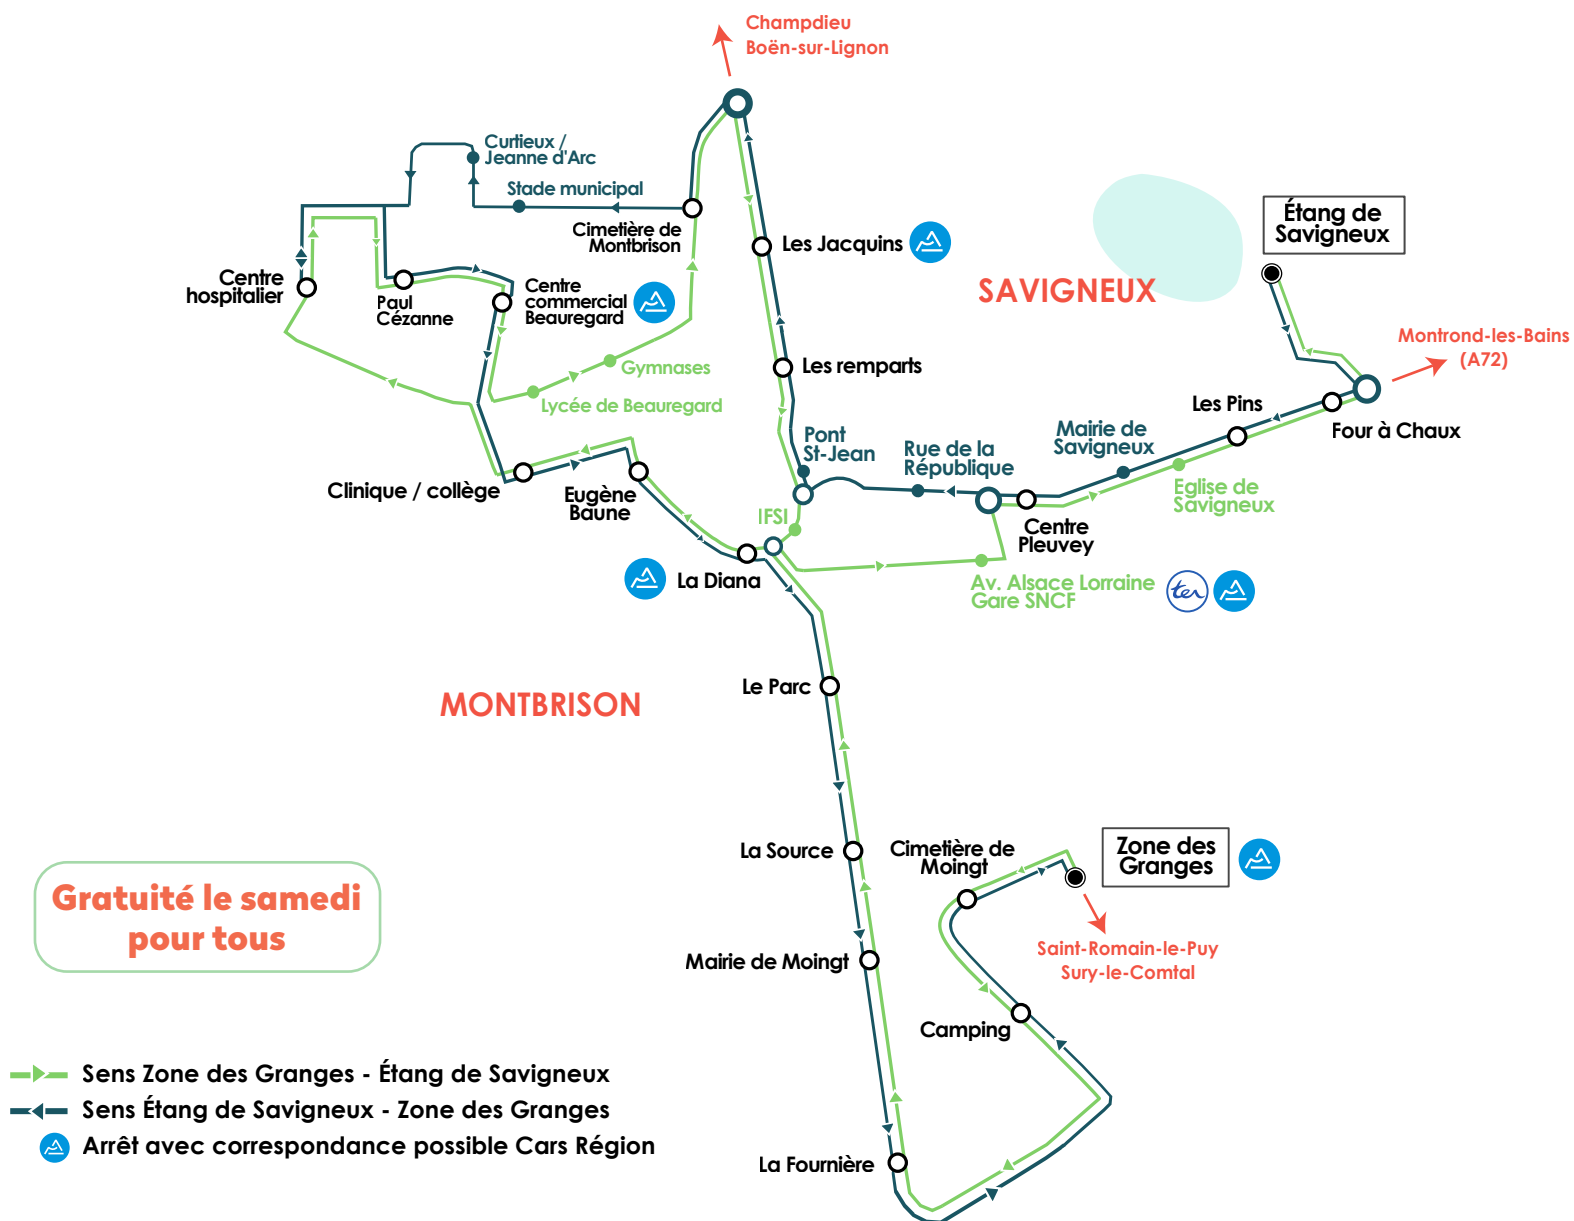 Champdieu
Boën-sur-Lignon
Curtieux /
Jeanne d'Arc
Stade municipal
Cimetière de
Montbrison
Les Jacquins
Étang de
Savigneux
SAVIGNEUX
Centre
hospitalier
Paul
Cézanne
Centre
commercial
Beauregard
Montrond-les-Bains
(A72)
Gymnases
Les remparts
Lycée de Beauregard
Les Pins
Four à Chaux
Pont
St-Jean
Rue de la
République
Mairie de
Savigneux
Clinique / collège
Eugène
Baune
IFSI
Eglise de
Savigneux
Centre
Pleuvey
La Diana
Av. Alsace Lorraine
Gare SNCF
ter
Le Parc
MONTBRISON
La Source
Cimetière de
Moingt
Zone des
Granges
Gratuité le samedi
pour tous
Saint-Romain-le-Puy
Sury-le-Comtal
Mairie de Moingt
Camping
Sens Zone des Granges - Étang de Savigneux
Sens Étang de Savigneux - Zone des Granges
Arrêt avec correspondance possible Cars Région
La Fournière